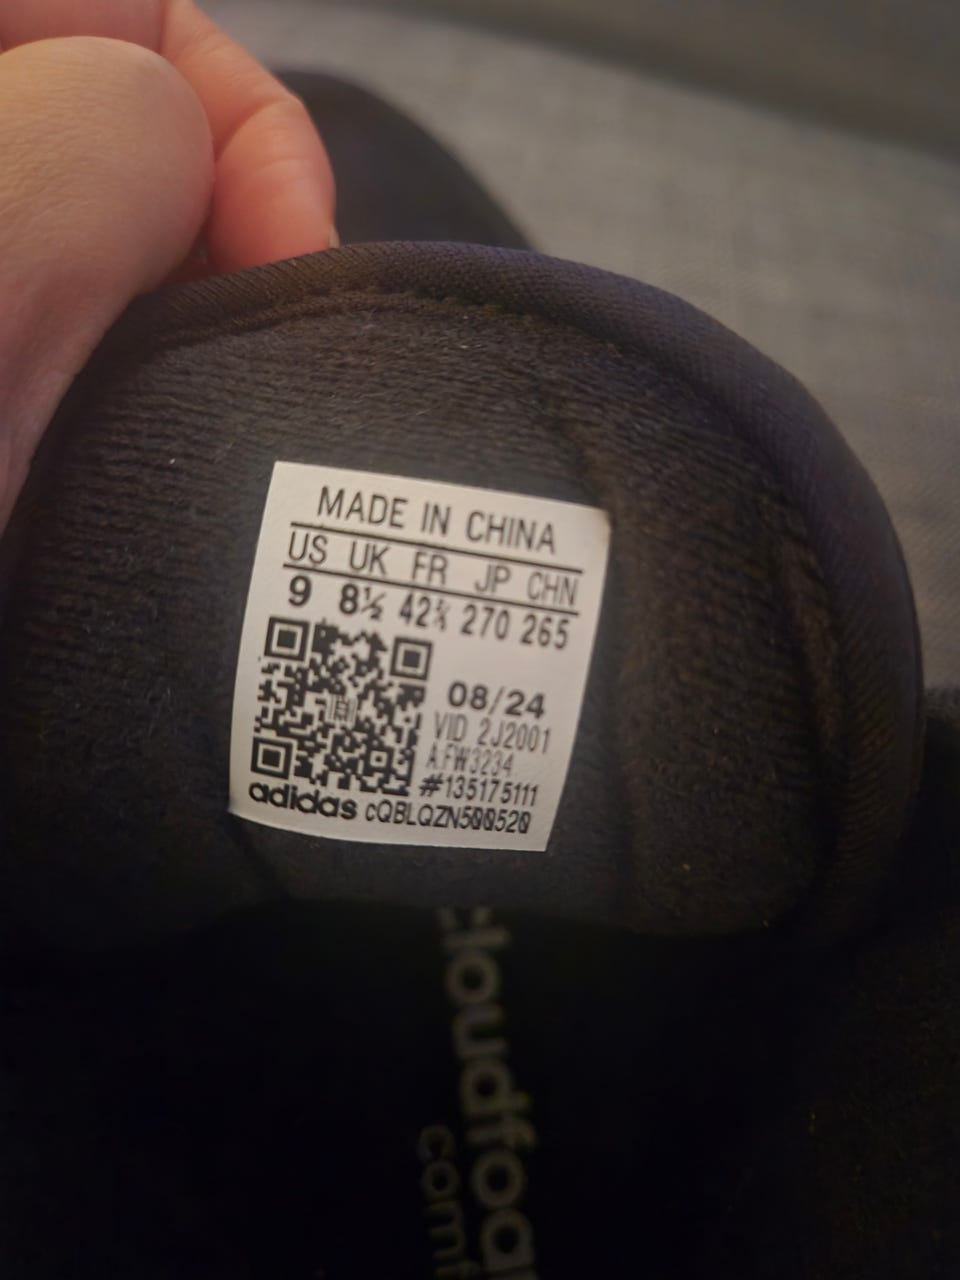 MADE IN CHINA
US UK FR JP CHN
9 8½ 42⅔ 270 265
08/24
VID 2J2001
A.FW3234
#135175111
adidas cQBLQZN500520
cloudfoa
comf